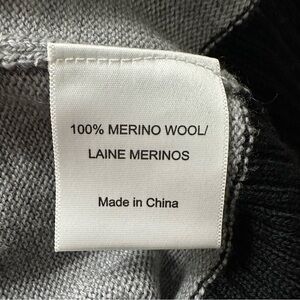 100% MERINO WOOL/
LAINE MERINOS
Made in China